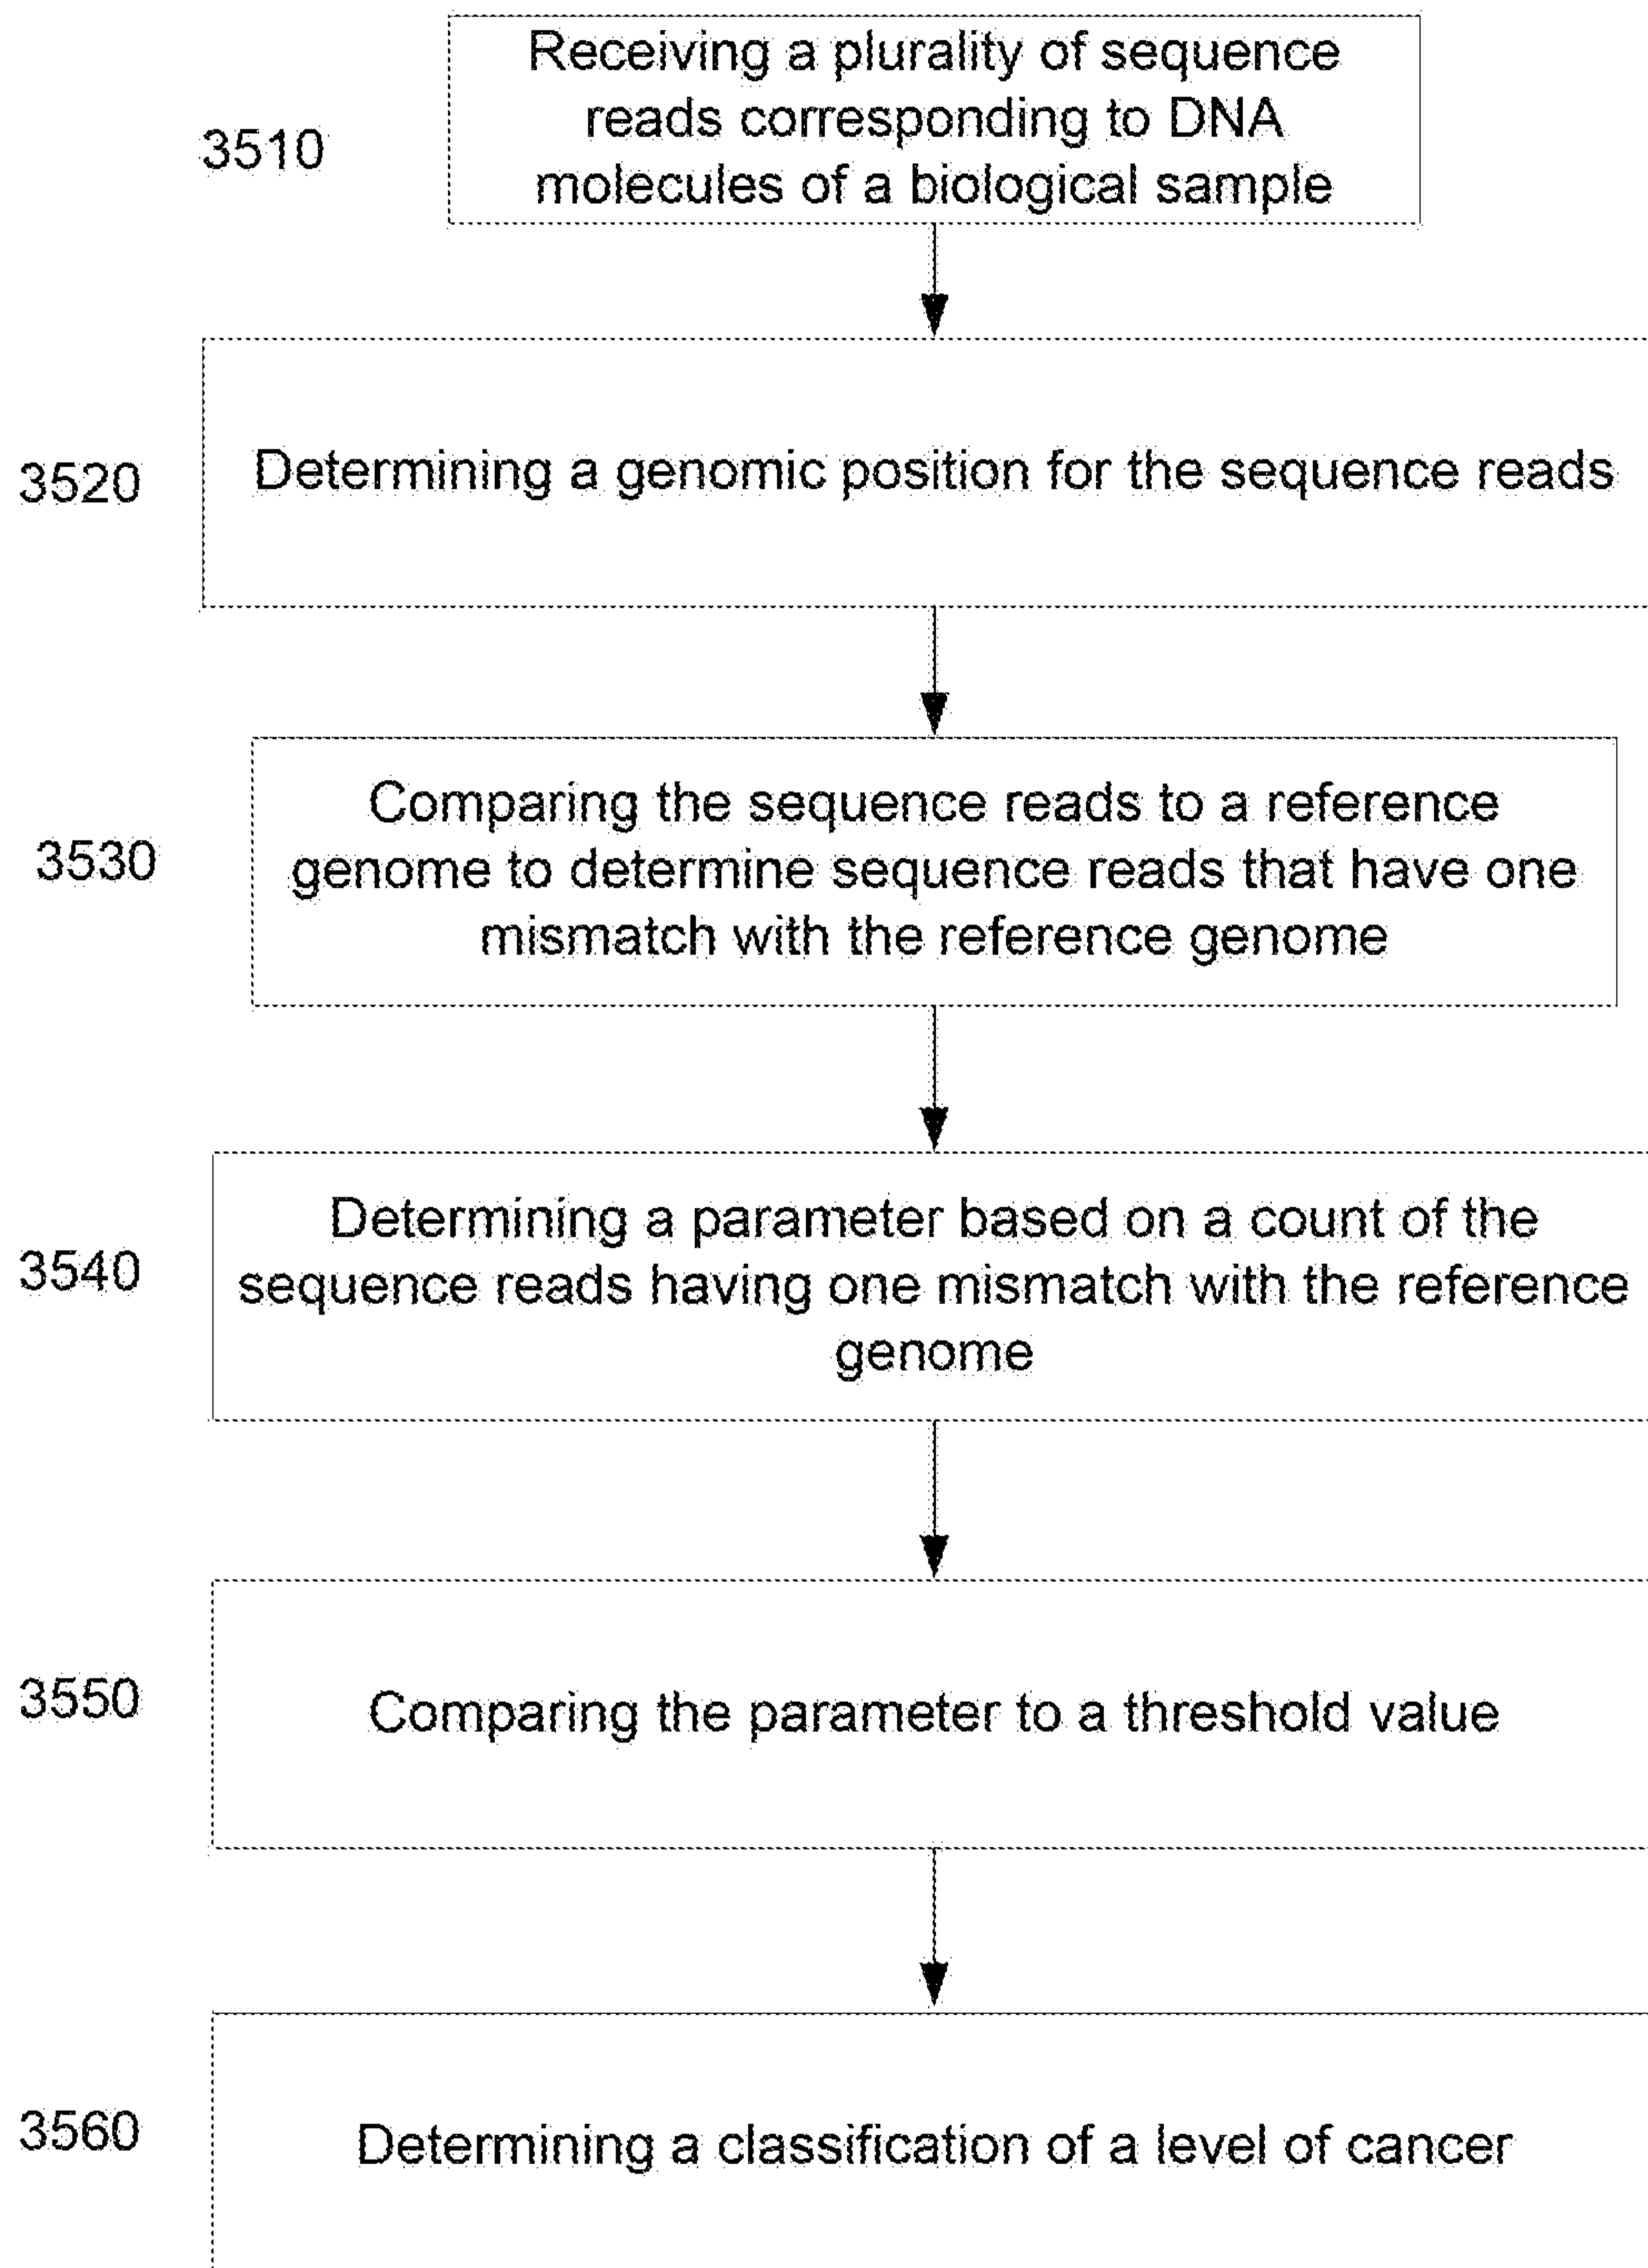 Receiving a plurality of sequence
reads corresponding to DNA
molecules of a biological sample
3510
3520
Determining a genomic position for the sequence reads
Comparing the sequence reads to a reference
genome to determine sequence reads that have one
mismatch with the reference genome
3530
Determining a parameter based on a count of the
sequence reads having one mismatch with the reference
genome
3540
3550
Comparing the parameter to a threshold value
3560
Determining a classification of a level of cancer